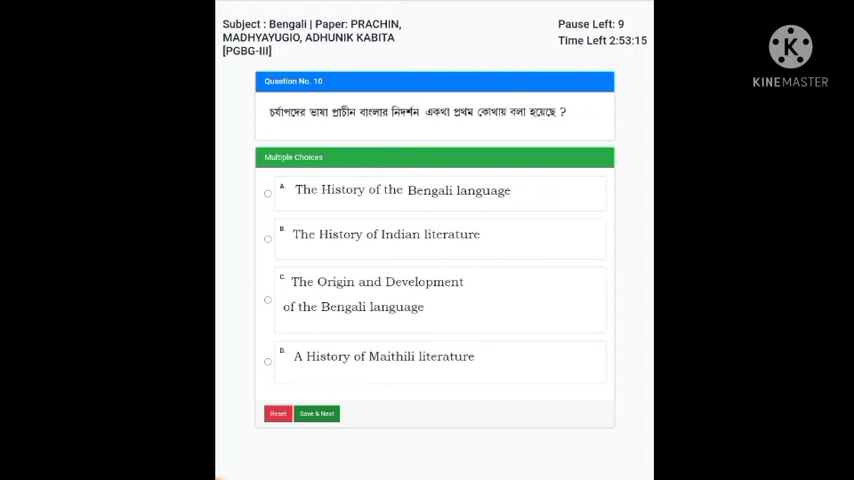 Subject : Bengali | Paper: PRACHIN,
MADHYAYUGIO, ADHUNIK KABITA
[PGBG-III]
Pause Left: 9
Time Left 2:53:15
K
KINEMASTER
Question No. 10
চর্যাপদের ভাষা প্রাচীন বাংলার নিদর্শন একথা প্রথম কোথায় বলা হয়েছে ?
Multiple Choices
A. The History of the Bengali language
B. The History of Indian literature
C. The Origin and Development
of the Bengali language
D. A History of Maithili literature
Reset Save & Next